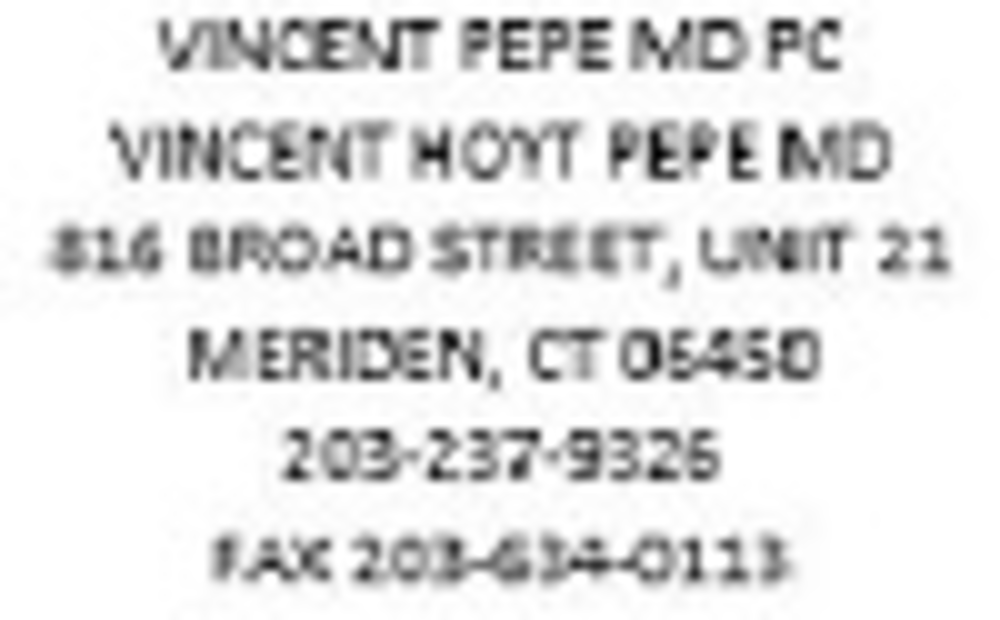 VINCENT PEPE MD PC
VINCENT HOYT PEPE MD
816 BROAD STREET, UNIT 21
MERIDEN, CT 06450
203-237-9326
FAX 203-634-0113